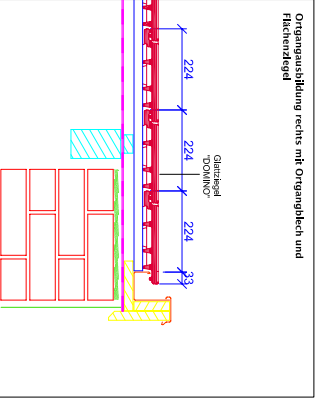 Ortgangausbildung rechts mit Ortgangblech und
Flächenziegel
224
224
224
33
Glattziegel
"DOMINO"